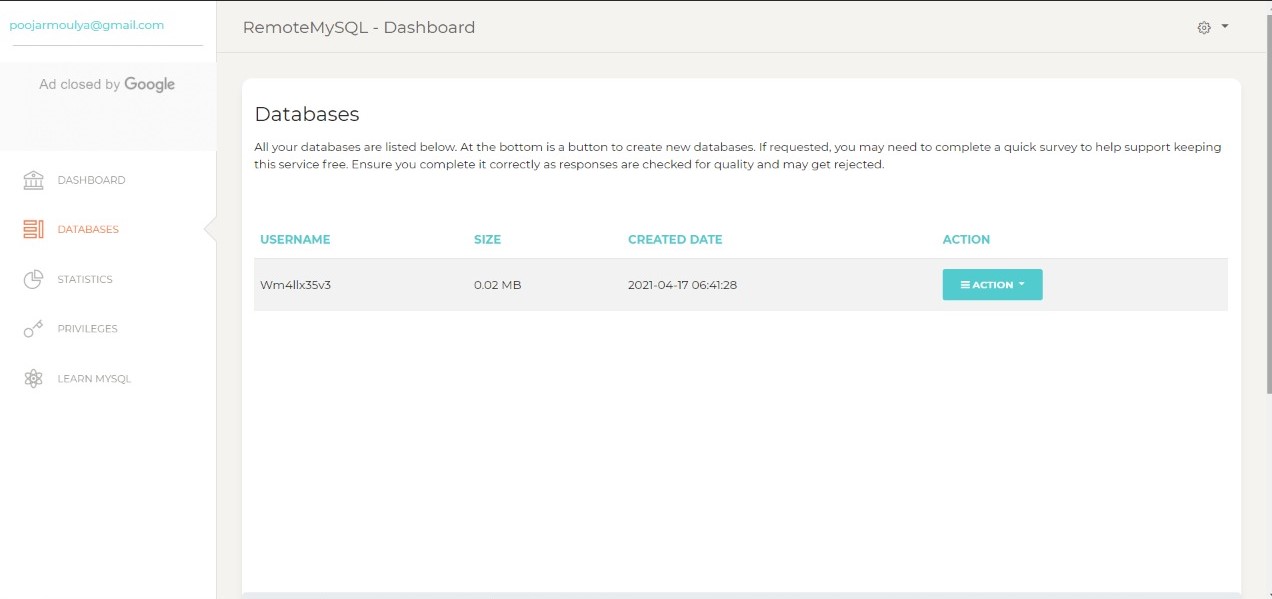 poojarmoulya@gmail.com
RemoteMySQL - Dashboard
Ad closed by Google
DASHBOARD
DATABASES
STATISTICS
PRIVILEGES
LEARN MYSQL
Databases
All your databases are listed below. At the bottom is a button to create new databases. If requested, you may need to complete a quick survey to help support keeping
this service free. Ensure you complete it correctly as responses are checked for quality and may get rejected.
USERNAME SIZE CREATED DATE ACTION
Wm4llx35v3 0.02 MB 2021-04-17 06:41:28 ACTION